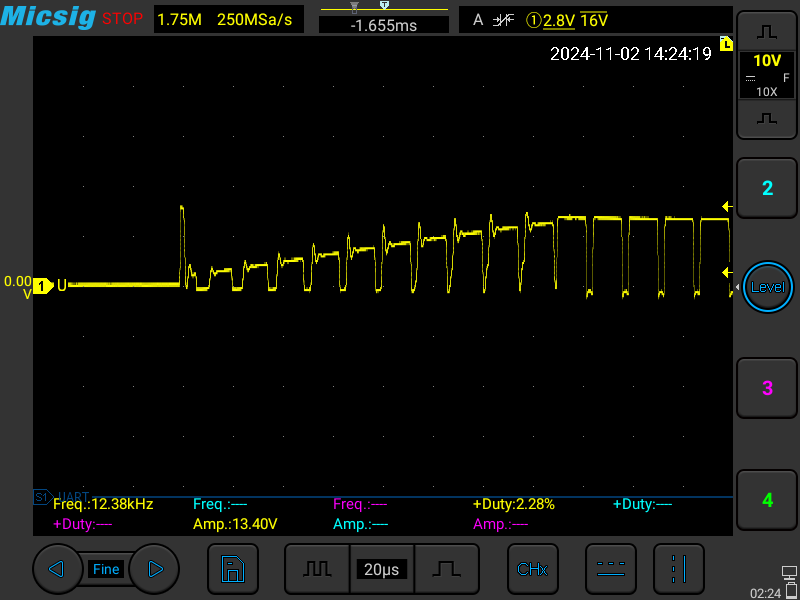 Micsig STOP 1.75M 250MSa/s -1.655ms A ①2.8V 16V
T
2024-11-02 14:24:19
L
10V
F
10X
2
0.00
V
1 U
Level
3
4
S1 UART
Freq.:12.38kHz Freq.:---- Freq.:---- +Duty:2.28% +Duty:----
+Duty:---- Amp.:13.40V Amp.:---- Amp.:----
Fine 20µs CHx
02:24